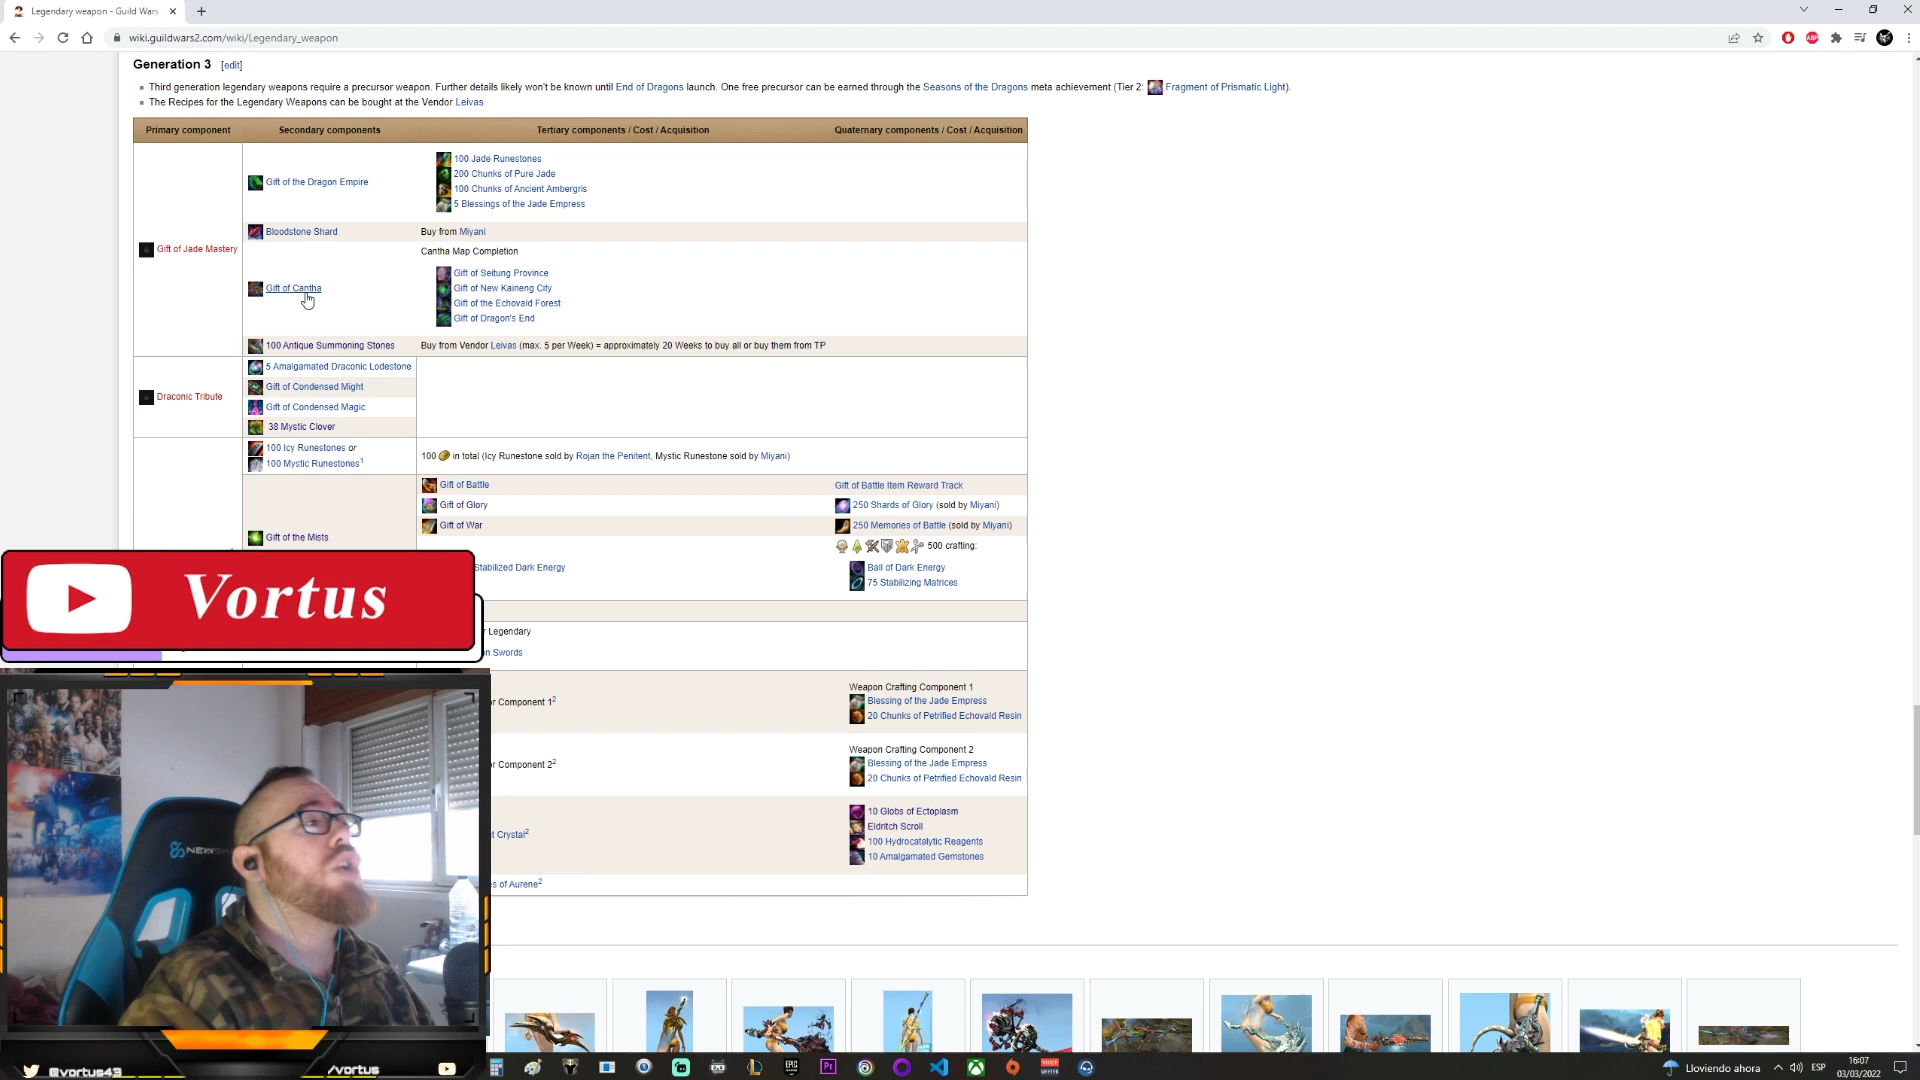 Legendary weapon - Guild Wars
wiki.guildwars2.com/wiki/Legendary_weapon
Generation 3 [edit]
Third generation legendary weapons require a precursor weapon. Further details likely won't be known until End of Dragons launch. One free precursor can be earned through the Seasons of the Dragons meta achievement (Tier 2: Fragment of Prismatic Light).
The Recipes for the Legendary Weapons can be bought at the Vendor Leivas
Primary component Secondary components Tertiary components / Cost / Acquisition Quaternary components / Cost / Acquisition
Gift of Jade Mastery
Gift of the Dragon Empire
100 Jade Runestones
200 Chunks of Pure Jade
100 Chunks of Ancient Ambergris
5 Blessings of the Jade Empress
Bloodstone Shard Buy from Miyani
Gift of Cantha
Cantha Map Completion
Gift of Seitung Province
Gift of New Kaineng City
Gift of the Echovald Forest
Gift of Dragon's End
100 Antique Summoning Stones Buy from Vendor Leivas (max. 5 per Week) = approximately 20 Weeks to buy all or buy them from TP
Draconic Tribute
5 Amalgamated Draconic Lodestone
Gift of Condensed Might
Gift of Condensed Magic
38 Mystic Clover
100 Icy Runestones or
100 Mystic Runestones1
100 in total (Icy Runestone sold by Rojan the Penitent, Mystic Runestone sold by Miyani)
Gift of the Mists
Gift of Battle Gift of Battle Item Reward Track
Gift of Glory 250 Shards of Glory (sold by Miyani)
Gift of War 250 Memories of Battle (sold by Miyani)
Stabilized Dark Energy
500 crafting:
Ball of Dark Energy
75 Stabilizing Matrices
r Legendary
n Swords
r Component 12
Weapon Crafting Component 1
Blessing of the Jade Empress
20 Chunks of Petrified Echovald Resin
r Component 22
Weapon Crafting Component 2
Blessing of the Jade Empress
20 Chunks of Petrified Echovald Resin
t Crystal2
10 Globs of Ectoplasm
Eldritch Scroll
100 Hydrocatalytic Reagents
10 Amalgamated Gemstones
es of Aurene2
Vortus
@vortus43
/vortus
Lloviendo ahora
ESP
16:07
03/03/2022
ABP
EPIC
Pr